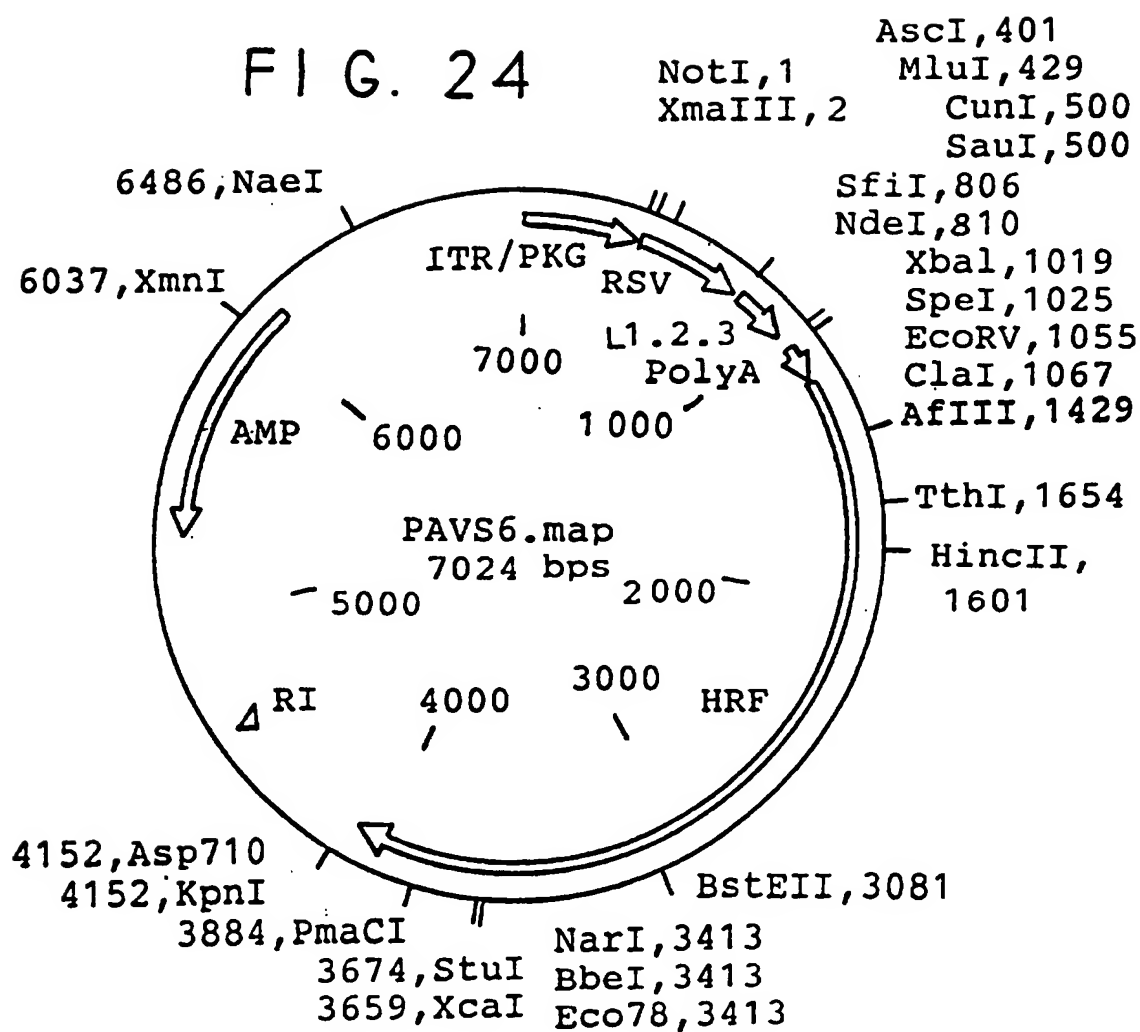 FIG. 24
NotI,1
XmaIII,2
AscI,401
MluI,429
CunI,500
SauI,500
SfiI,806
NdeI,810
Xbal,1019
SpeI,1025
EcoRV,1055
ClaI,1067
AfIII,1429
TthI,1654
HincII,
1601
BstEII,3081
NarI,3413
BbeI,3413
Eco78,3413
3674,StuI
3659,XcaI
3884,PmaCI
4152,Asp710
4152,KpnI
6037,XmnI
6486,NaeI
ITR/PKG
RSV
L1.2.3
PolyA
7000
1000
6000
AMP
PAVS6.map
7024 bps
2000
5000
3000
4000
HRF
RI